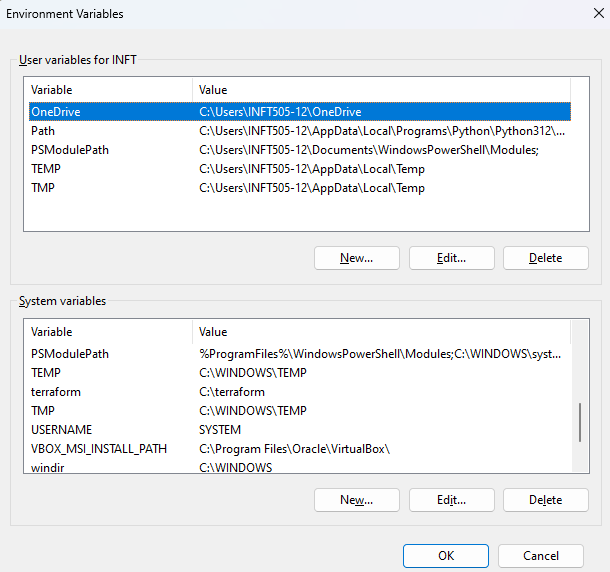 Environment Variables
User variables for INFT
Variable Value
OneDrive C:\Users\INFT505-12\OneDrive
Path C:\Users\INFT505-12\AppData\Local\Programs\Python\Python312\...
PSModulePath C:\Users\INFT505-12\Documents\WindowsPowerShell\Modules;
TEMP C:\Users\INFT505-12\AppData\Local\Temp
TMP C:\Users\INFT505-12\AppData\Local\Temp
New... Edit... Delete
System variables
Variable Value
PSModulePath %ProgramFiles%\WindowsPowerShell\Modules;C:\WINDOWS\syst...
TEMP C:\WINDOWS\TEMP
terraform C:\terraform
TMP C:\WINDOWS\TEMP
USERNAME SYSTEM
VBOX_MSI_INSTALL_PATH C:\Program Files\Oracle\VirtualBox\
windir C:\WINDOWS
New... Edit... Delete
OK Cancel